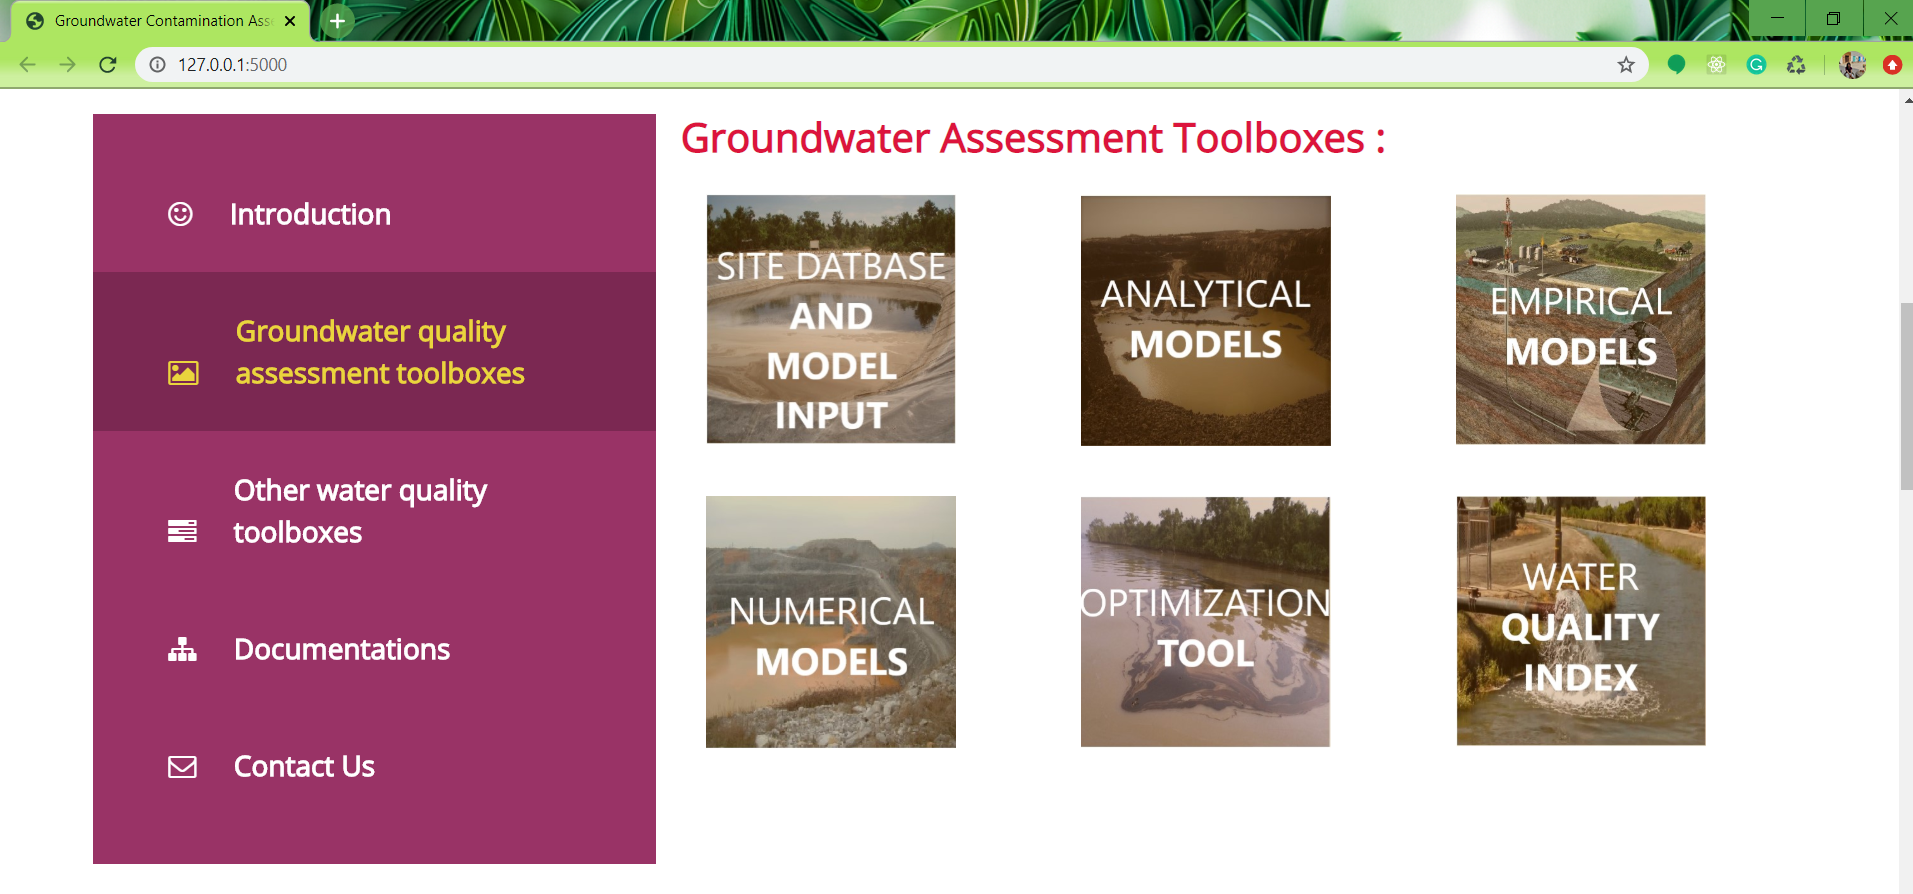 Groundwater Contamination Ass
127.0.0.1:5000
Introduction
Groundwater quality
assessment toolboxes
Other water quality
toolboxes
Documentations
Contact Us
Groundwater Assessment Toolboxes :
SITE DATBASE
AND
MODEL
INPUT
ANALYTICAL
MODELS
EMPIRICAL
MODELS
NUMERICAL
MODELS
OPTIMIZATION
TOOL
WATER
QUALITY
INDEX